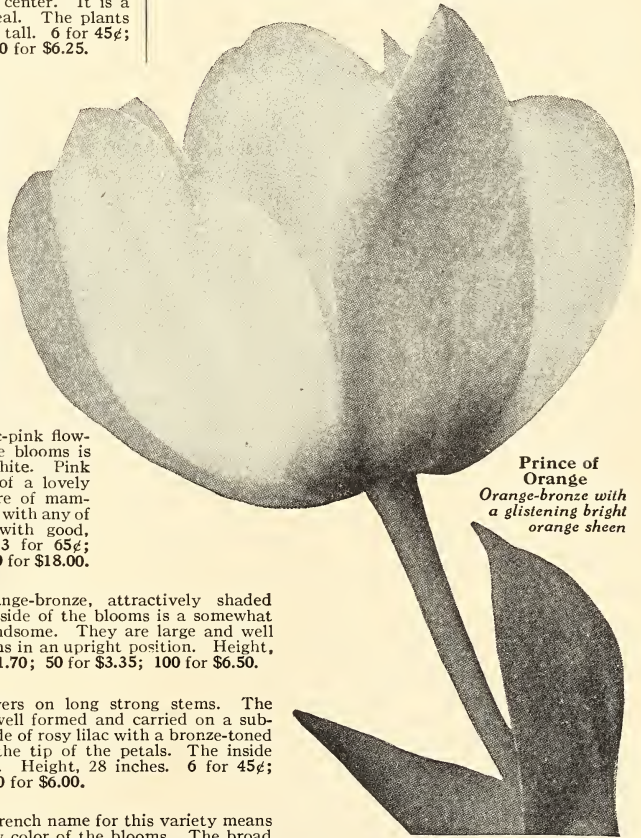 center. It is a
eal. The plants
tall. 6 for 45¢;
0 for $6.25.
t-pink flow-
e blooms is
hite. Pink
of a lovely
re of mam-
with any of
with good,
3 for 65¢;
0 for $18.00.
Prince of
Orange
Orange-bronze with
a glistening bright
orange sheen
nge-bronze, attractively shaded
side of the blooms is a somewhat
ndsome. They are large and well
ns in an upright position. Height,
1.70; 50 for $3.35; 100 for $6.50.
ers on long strong stems. The
well formed and carried on a sub-
de of rosy lilac with a bronze-toned
the tip of the petals. The inside
. Height, 28 inches. 6 for 45¢;
0 for $6.00.
rench name for this variety means
color of the blooms. The broad